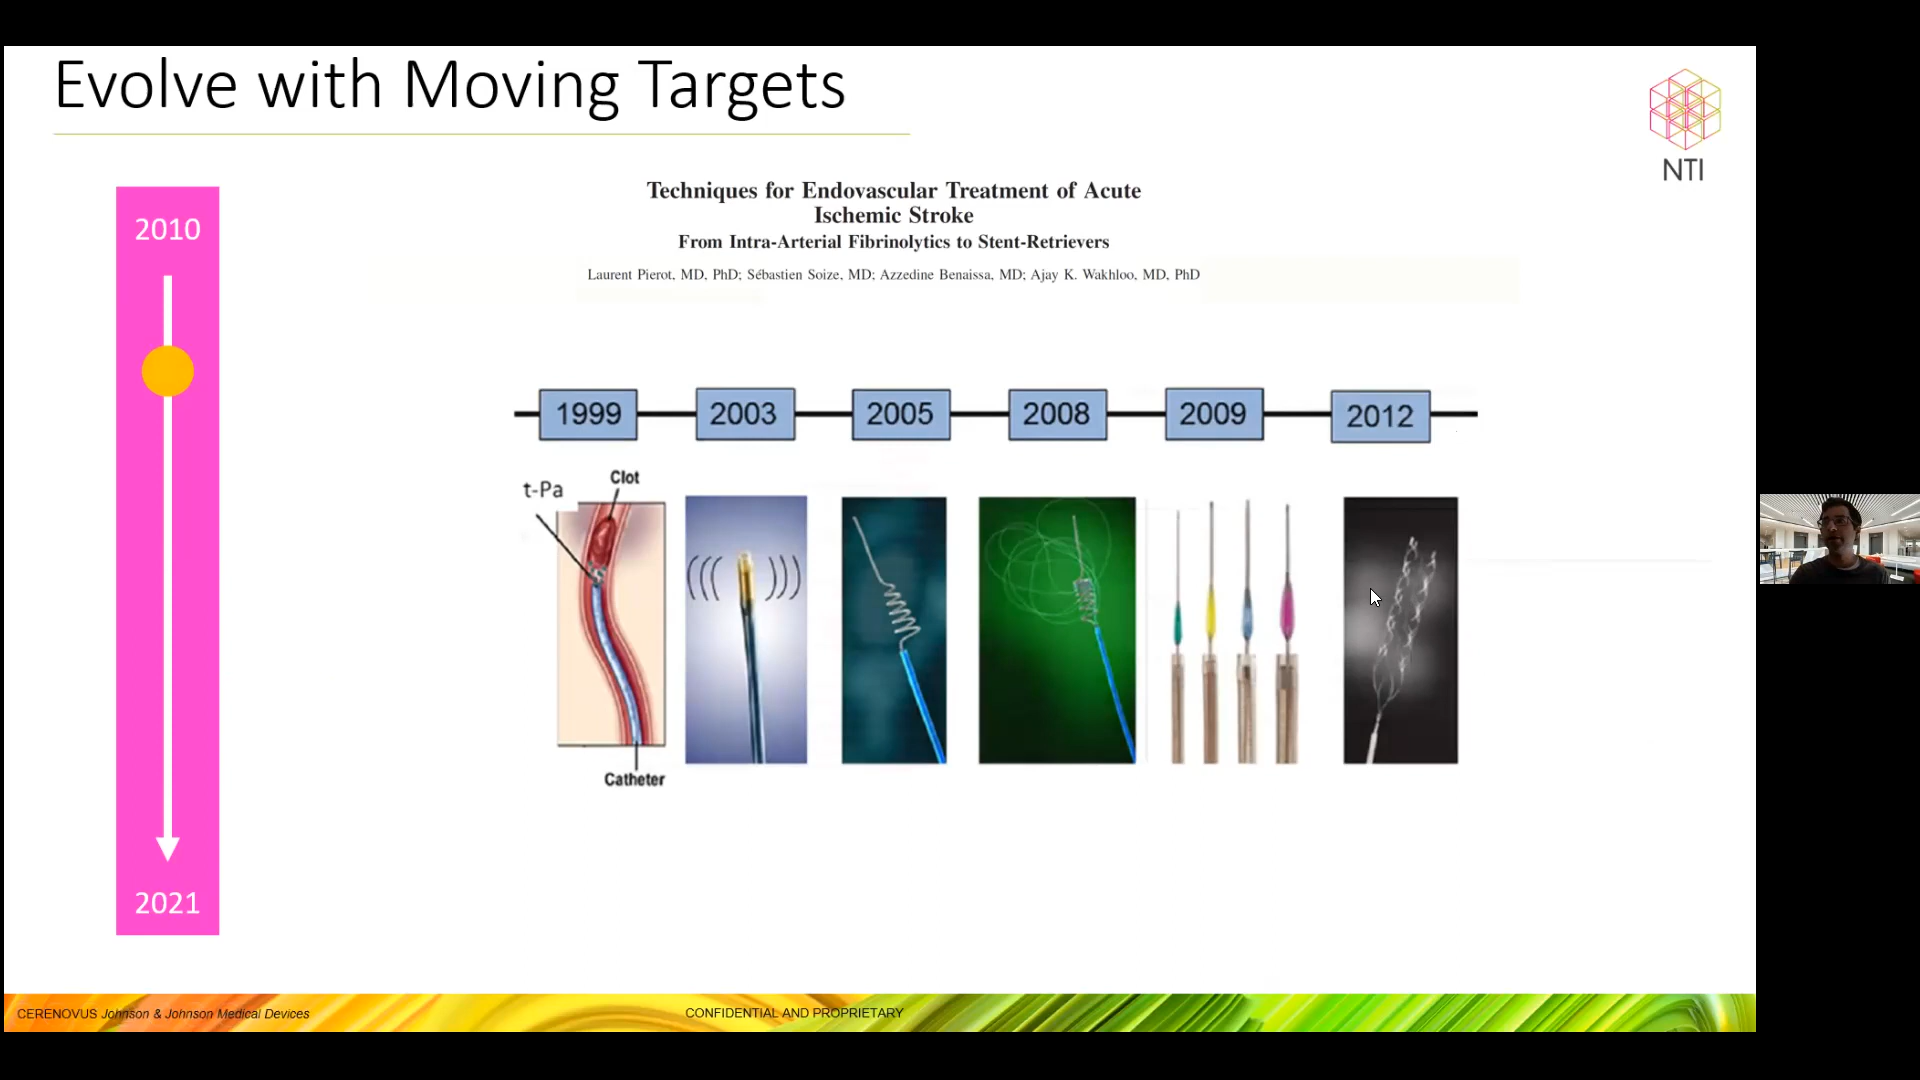 Evolve with Moving Targets
NTI
2010
2021
Techniques for Endovascular Treatment of Acute
Ischemic Stroke
From Intra-Arterial Fibrinolytics to Stent-Retrievers
Laurent Pierot, MD, PhD; Sébastien Soize, MD; Azzedine Benaissa, MD; Ajay K. Wakhloo, MD, PhD
1999 2003 2005 2008 2009 2012
Clot
t-Pa
Catheter
CERENOVUS Johnson & Johnson Medical Devices
CONFIDENTIAL AND PROPRIETARY